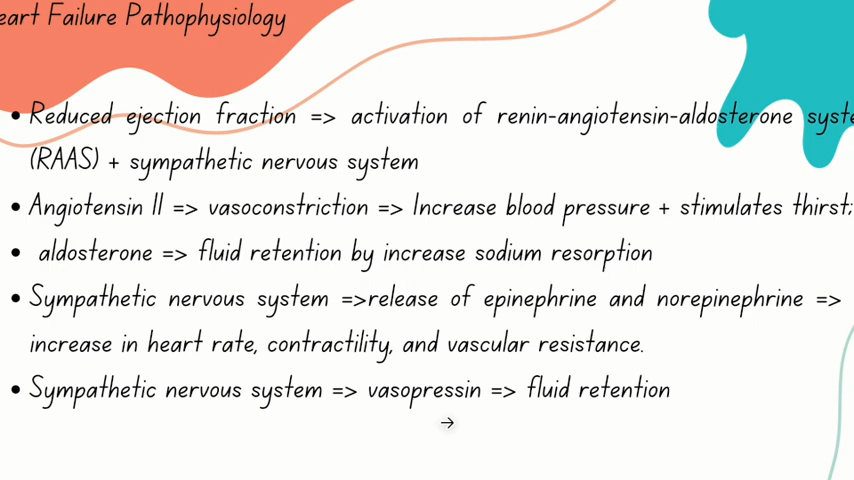 eart Failure Pathophysiology
• Reduced ejection fraction => activation of renin-angiotensin-aldosterone syste
(RAAS) + sympathetic nervous system
• Angiotensin II => vasoconstriction => Increase blood pressure + stimulates thirst;
• aldosterone => fluid retention by increase sodium resorption
• Sympathetic nervous system =>release of epinephrine and norepinephrine =>
increase in heart rate, contractility, and vascular resistance.
• Sympathetic nervous system => vasopressin => fluid retention
→